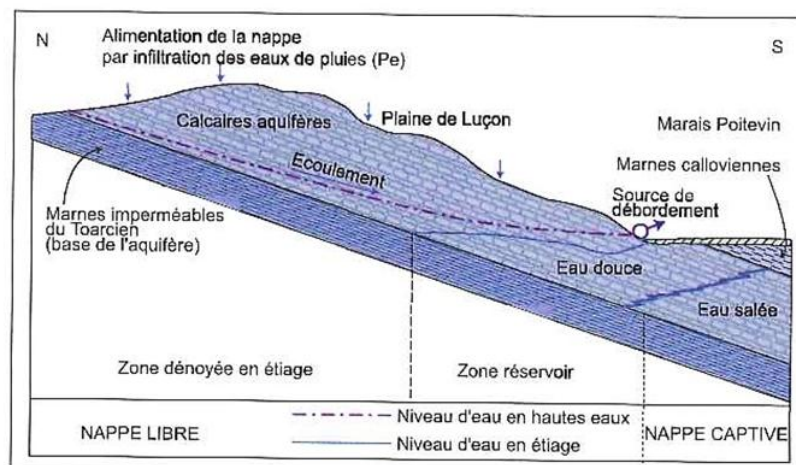 N
S
Alimentation de la nappe
par infiltration des eaux de pluies (Pe)
Calcaires aquifères
Plaine de Luçon
Marais Poitevin
Marnes calloviennes
Ecoulement
Source de
débordement
Marnes imperméables
du Toarcien
(base de l'aquifère)
Eau douce
Eau salée
Zone dénoyée en étiage
Zone réservoir
NAPPE LIBRE
Niveau d'eau en hautes eaux
Niveau d'eau en étiage
NAPPE CAPTIVE